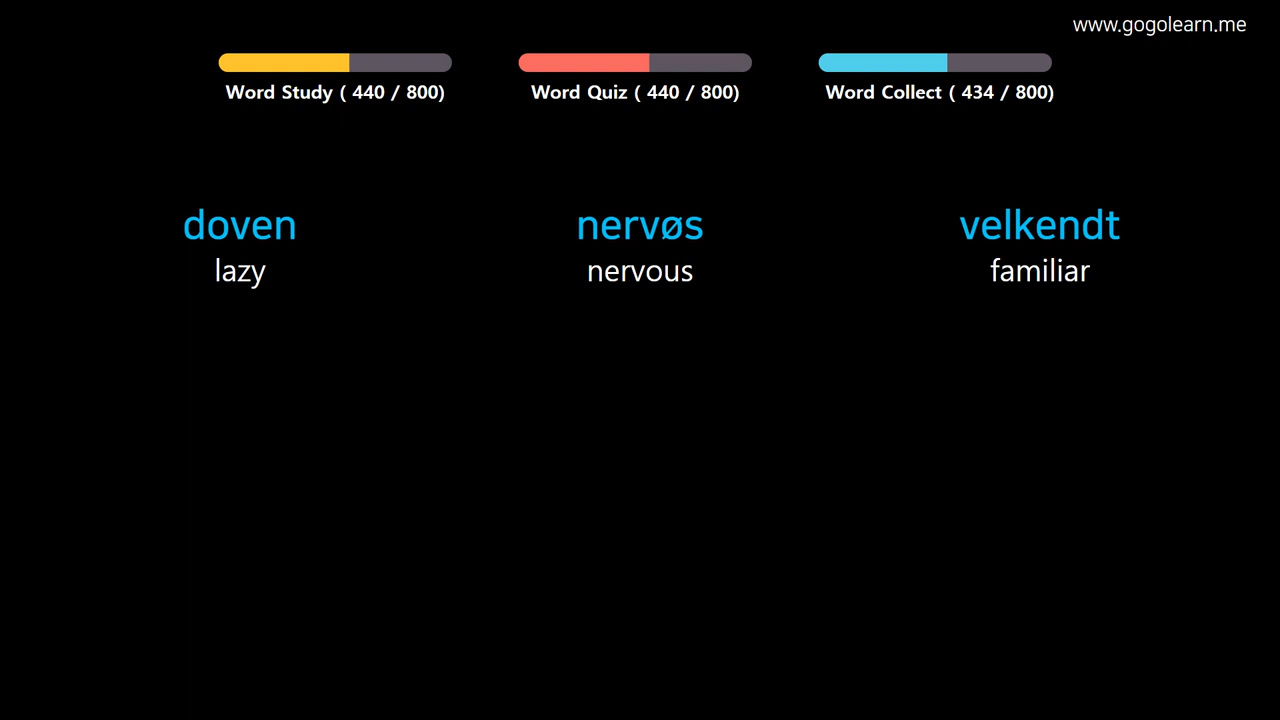 www.gogolearn.me
Word Study ( 440 / 800)
Word Quiz ( 440 / 800)
Word Collect ( 434 / 800)
doven
lazy
nervøs
nervous
velkendt
familiar